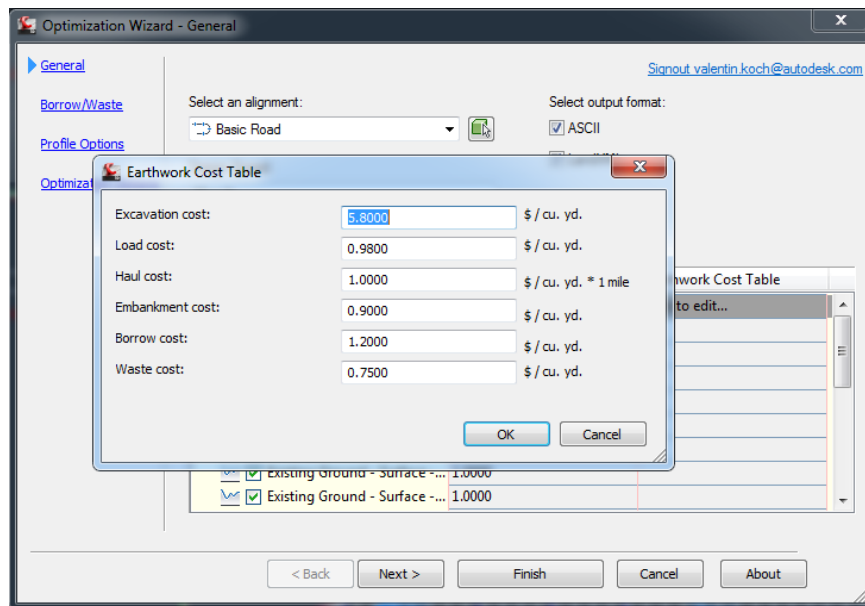 Optimization Wizard - General
General
Signout valentin.koch@autodesk.com
Borrow/Waste
Select an alignment:
Select output format:
Basic Road
ASCII
Profile Options
Earthwork Cost Table
Excavation cost:
5.8000
$ / cu. yd.
Load cost:
0.9800
$ / cu. yd.
Haul cost:
1.0000
$ / cu. yd. * 1 mile
Embankment cost:
0.9000
$ / cu. yd.
Borrow cost:
1.2000
$ / cu. yd.
Waste cost:
0.7500
$ / cu. yd.
OK
Cancel
Cost Table
to edit...
Existing Ground - Surface -...
1.0000
Existing Ground - Surface -...
1.0000
< Back
Next >
Finish
Cancel
About